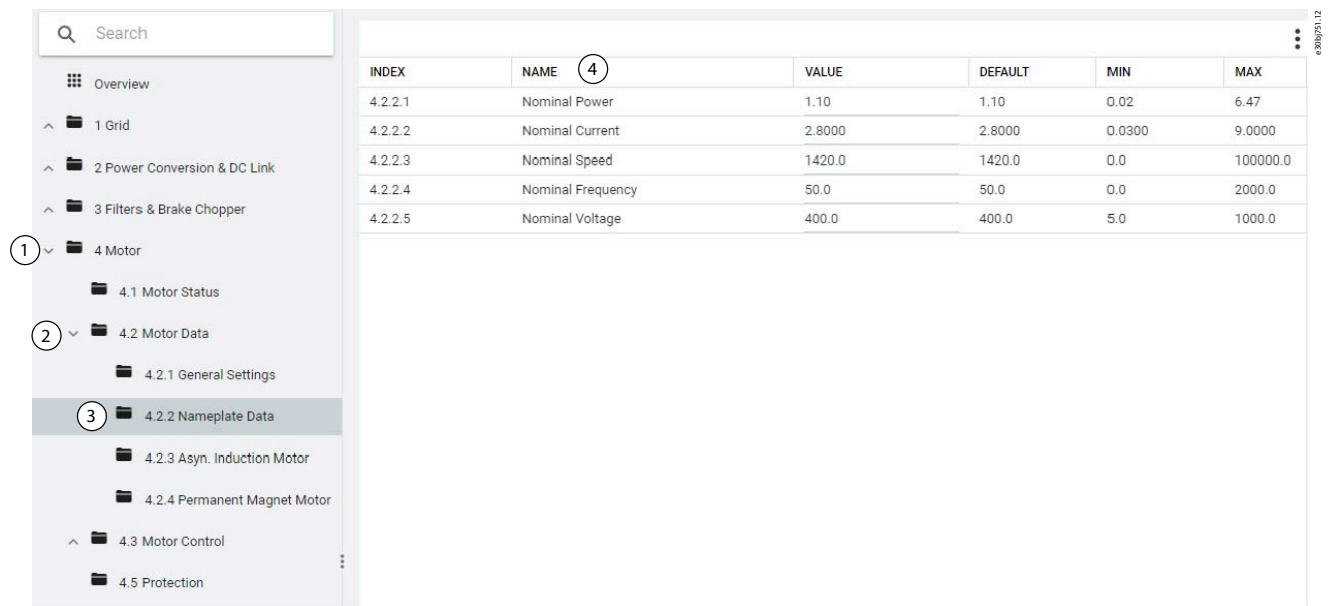 Search
e30bj751.12
Overview
1 Grid
2 Power Conversion & DC Link
3 Filters & Brake Chopper
1
4 Motor
4.1 Motor Status
2
4.2 Motor Data
4.2.1 General Settings
3
4.2.2 Nameplate Data
4.2.3 Asyn. Induction Motor
4.2.4 Permanent Magnet Motor
4.3 Motor Control
4.5 Protection
INDEX NAME 4 VALUE DEFAULT MIN MAX
4.2.2.1 Nominal Power 1.10 1.10 0.02 6.47
4.2.2.2 Nominal Current 2.8000 2.8000 0.0300 9.0000
4.2.2.3 Nominal Speed 1420.0 1420.0 0.0 100000.0
4.2.2.4 Nominal Frequency 50.0 50.0 0.0 2000.0
4.2.2.5 Nominal Voltage 400.0 400.0 5.0 1000.0